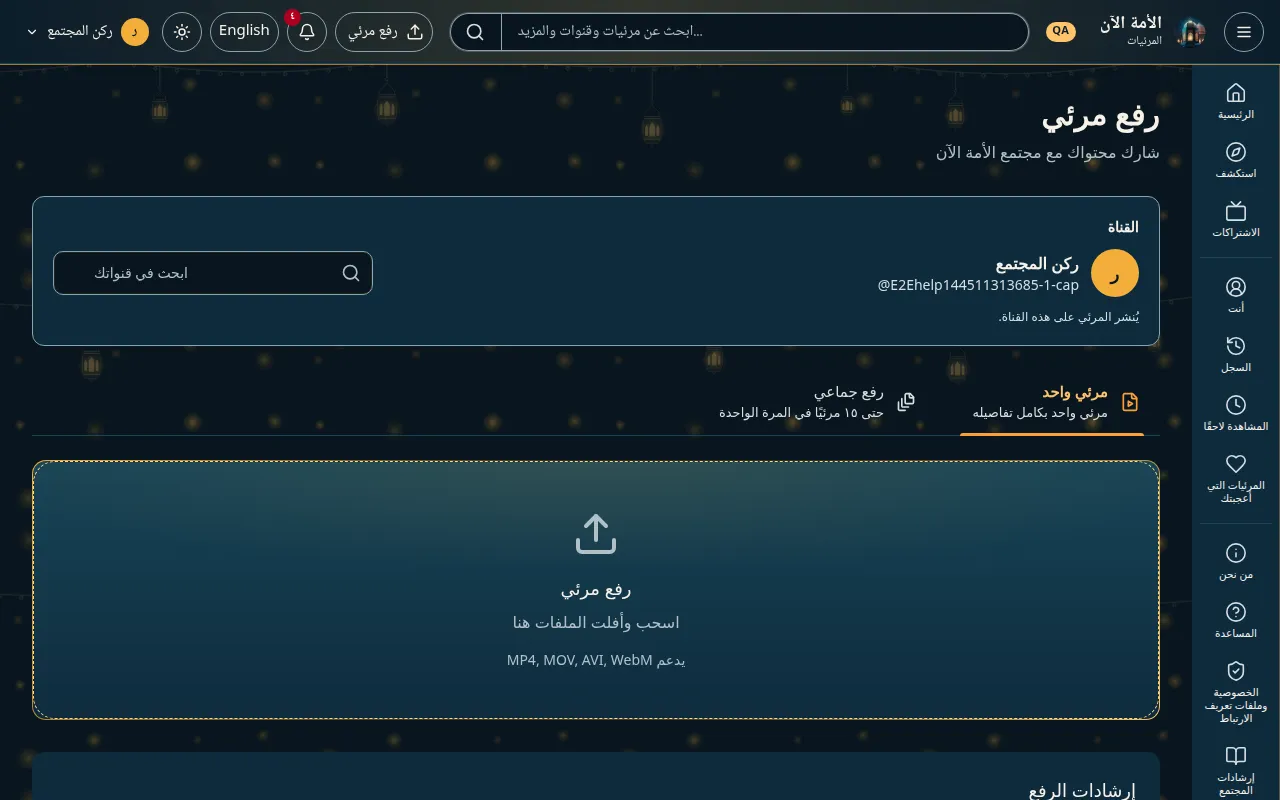 الأمة الآن
المرئيات
QA
ابحث عن مرئيات وقنوات والمزيد...
رفع مرئي
٤
English
ر
ركن المجتمع
الرئيسية
استكشف
الاشتراكات
أنت
السجل
المشاهدة لاحقًا
المرئيات التي
أعجبتك
من نحن
المساعدة
الخصوصية
وملفات تعريف
الارتباط
إرشادات
المجتمع
رفع مرئي
شارك محتواك مع مجتمع الأمة الآن
القناة
ر
ركن المجتمع
@E2Ehelp144511313685-1-cap
يُنشر المرئي على هذه القناة.
ابحث في قنواتك
مرئي واحد
مرئي واحد بكامل تفاصيله
رفع جماعي
حتى ١٥ مرئيًا في المرة الواحدة
رفع مرئي
اسحب وأفلت الملفات هنا
يدعم MP4, MOV, AVI, WebM
إرشادات الرفع